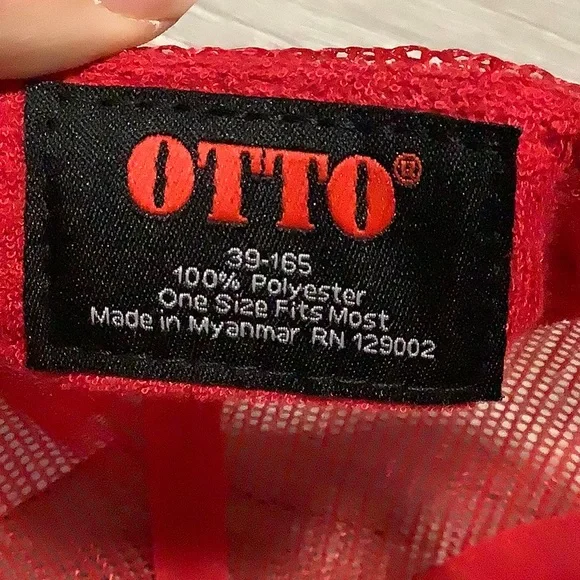 OTTO®
39-165
100% Polyester
One Size Fits Most
Made in Myanmar RN 129002